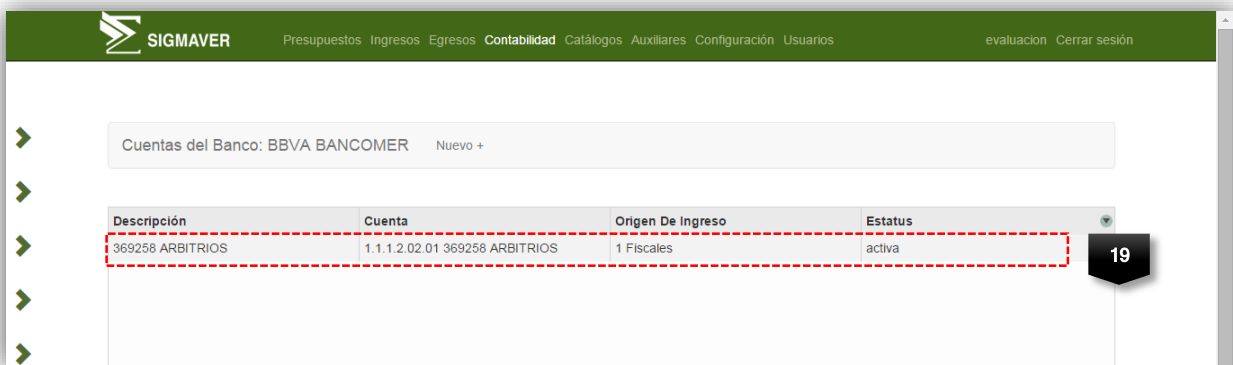 SIGMAVER Presupuestos Ingresos Egresos Contabilidad Catálogos Auxiliares Configuración Usuarios evaluacion Cerrar sesión
Cuentas del Banco: BBVA BANCOMER Nuevo +
Descripción Cuenta Origen De Ingreso Estatus
369258 ARBITRIOS 1.1.1.2.02.01 369258 ARBITRIOS 1 Fiscales activa
19